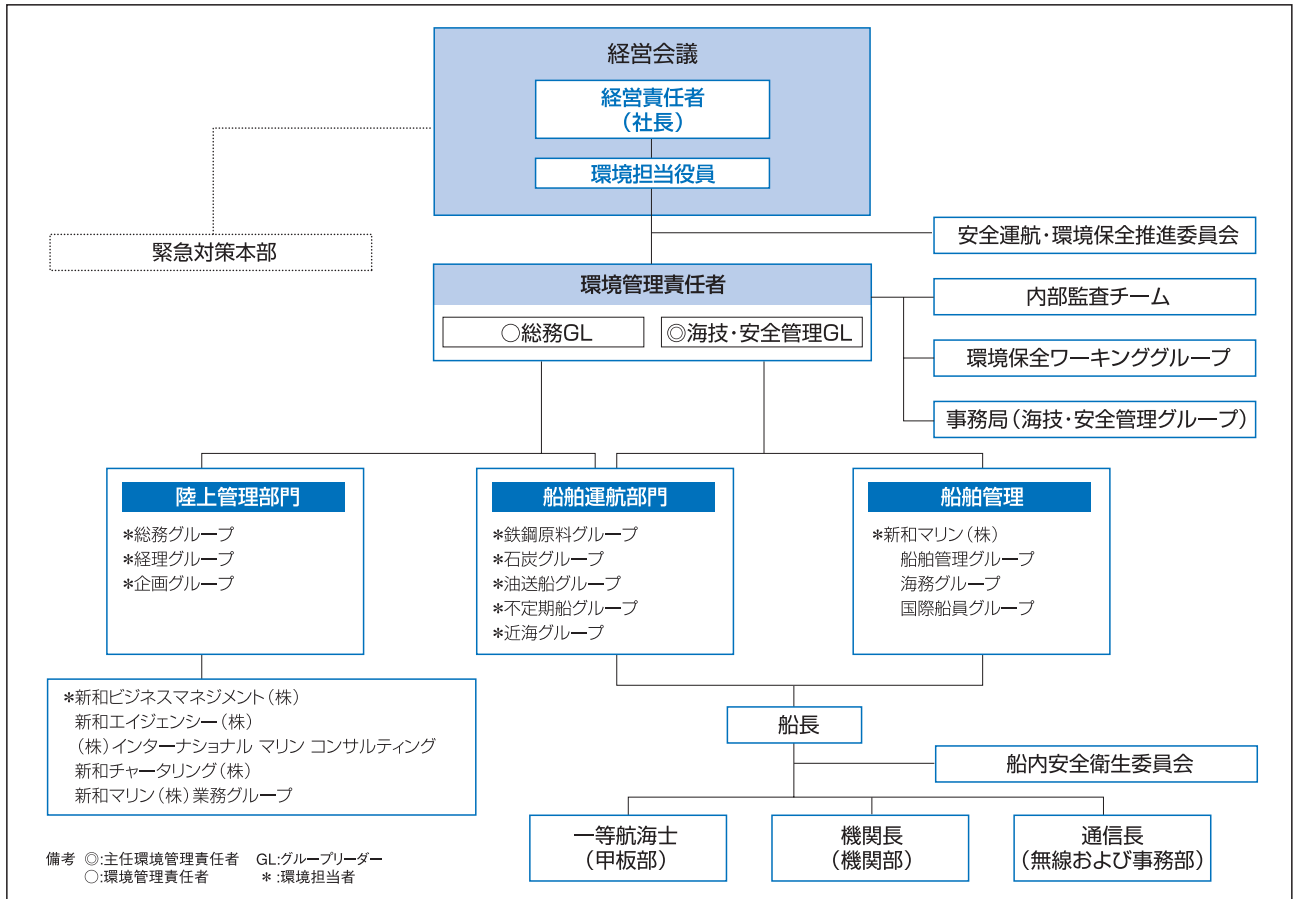 経営会議
経営責任者
（社長）
環境担当役員
緊急対策本部
安全運航・環境保全推進委員会
環境管理責任者
○総務GL
◎海技・安全管理GL
内部監査チーム
環境保全ワーキンググループ
事務局（海技・安全管理グループ）
陸上管理部門
＊総務グループ
＊経理グループ
＊企画グループ
船舶運航部門
＊鉄鋼原料グループ
＊石炭グループ
＊油送船グループ
＊不定期船グループ
＊近海グループ
船舶管理
＊新和マリン（株）
船舶管理グループ
海務グループ
国際船員グループ
＊新和ビジネスマネジメント（株）
新和エイジェンシー（株）
（株）インターナショナル マリン コンサルティング
新和チャータリング（株）
新和マリン（株）業務グループ
船長
船内安全衛生委員会
一等航海士
（甲板部）
機関長
（機関部）
通信長
（無線および事務部）
備考 ◎:主任環境管理責任者 GL:グループリーダー
○:環境管理責任者 ＊:環境担当者